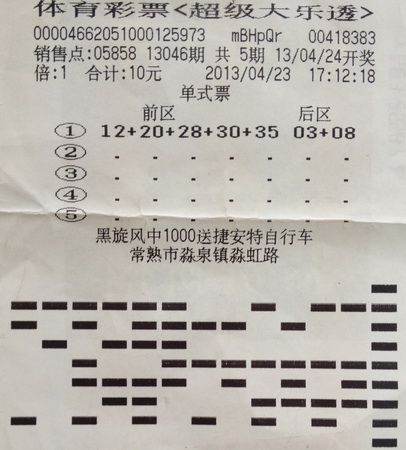 体育彩票<超级大乐透>
00004662051000125973 mBHpQr 00418383
销售点:05858 13046期 共 5期 13/04/24开奖
倍:1 合计:10元 2013/04/23 17:12:18
单式票
前区 后区
① 12+20+28+30+35 03+08
② - - - - - - -
③ - - - - - - -
④ - - - - - - -
⑤ - - - - - - -
黑旋风中1000送捷安特自行车
常熟市淼泉镇淼虹路